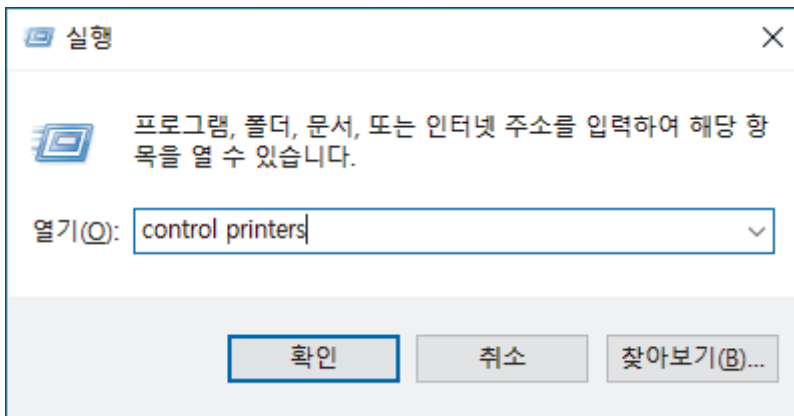 실행
프로그램, 폴더, 문서, 또는 인터넷 주소를 입력하여 해당 항
목을 열 수 있습니다.
열기(O): control printers
확인 취소 찾아보기(B)...